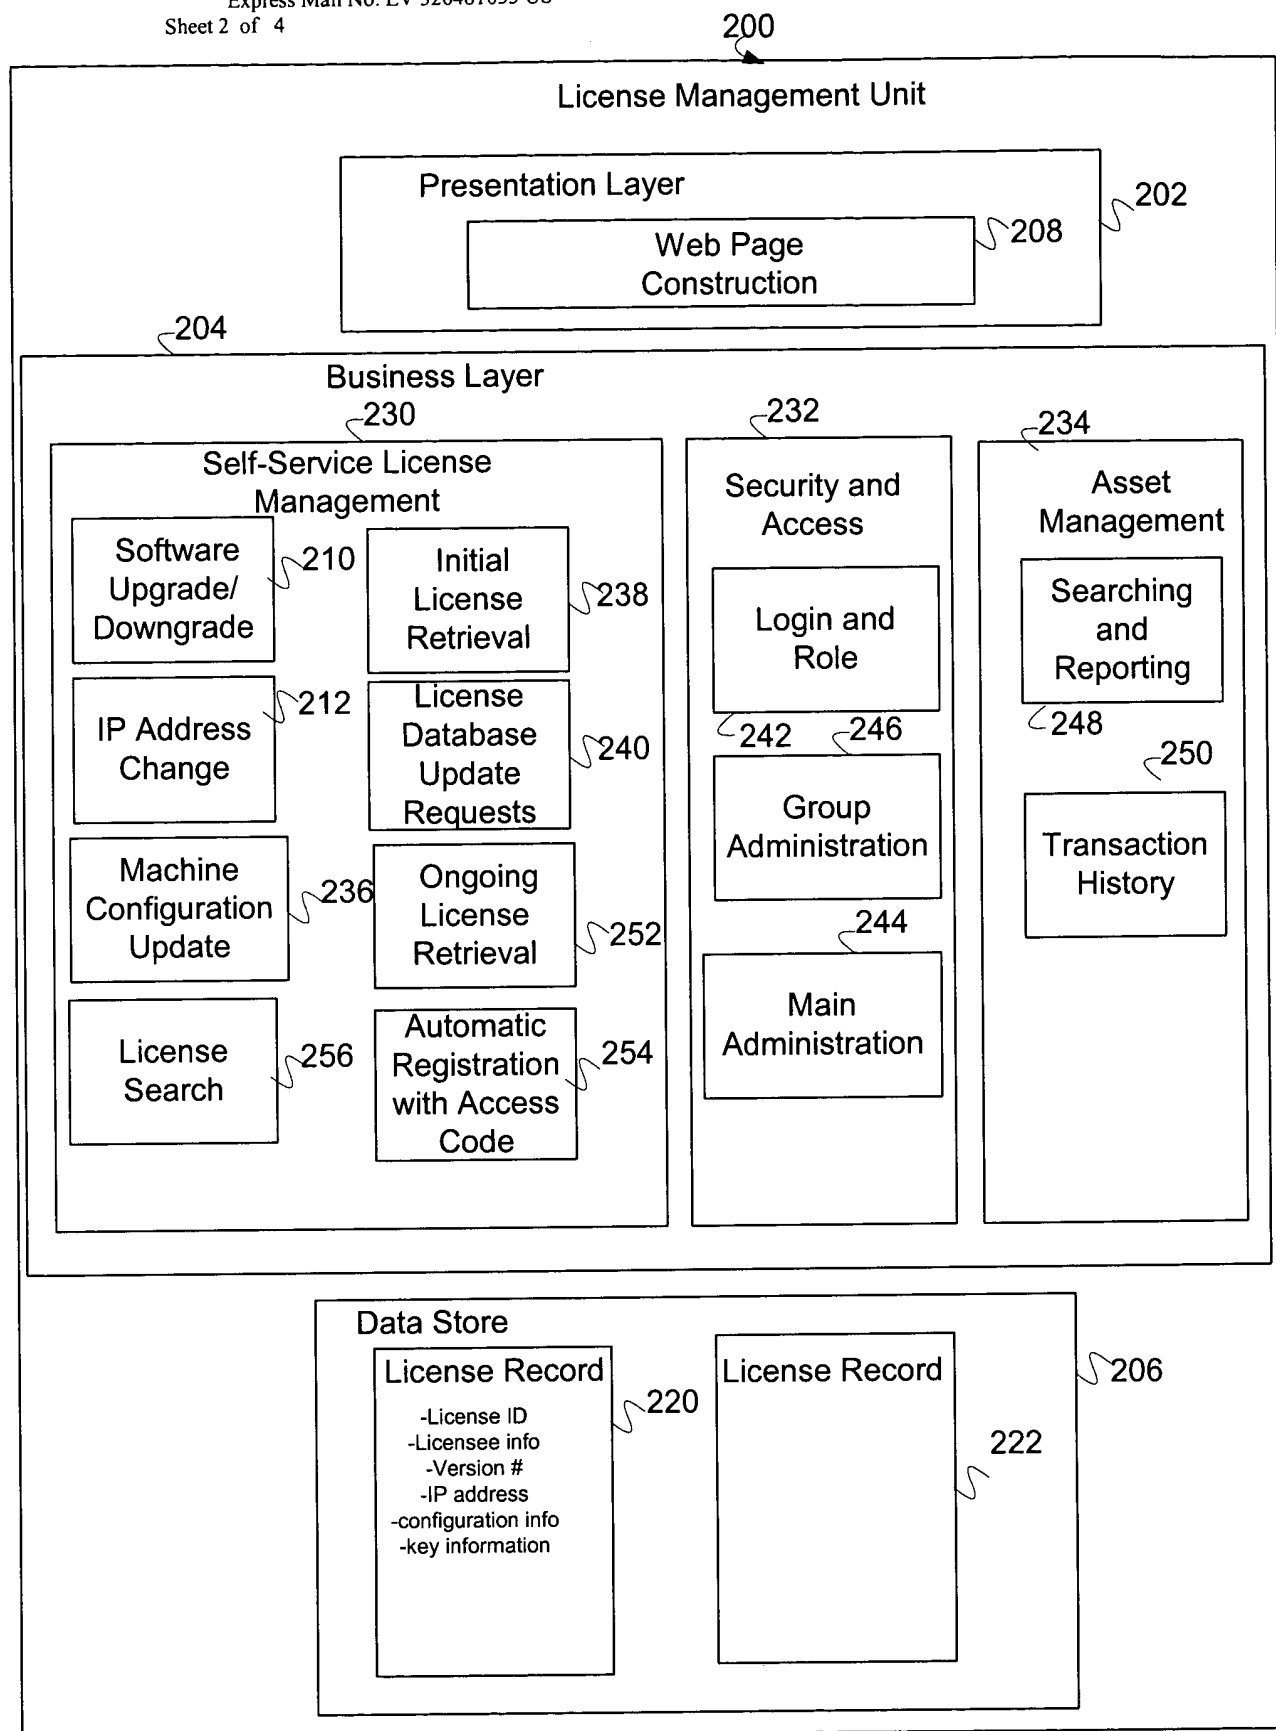 Sheet 2 of 4
200
License Management Unit
Presentation Layer
202
Web Page
Construction
208
204
Business Layer
230
Self-Service License
Management
Software
Upgrade/
Downgrade
210
Initial
License
Retrieval
238
IP Address
Change
212
License
Database
Update
Requests
240
Machine
Configuration
Update
236
Ongoing
License
Retrieval
252
License
Search
256
Automatic
Registration
with Access
Code
254
232
Security and
Access
Login and
Role
242
246
Group
Administration
244
Main
Administration
234
Asset
Management
Searching
and
Reporting
248
250
Transaction
History
Data Store
206
License Record
-License ID
-Licensee info
-Version #
-IP address
-configuration info
-key information
220
License Record
222